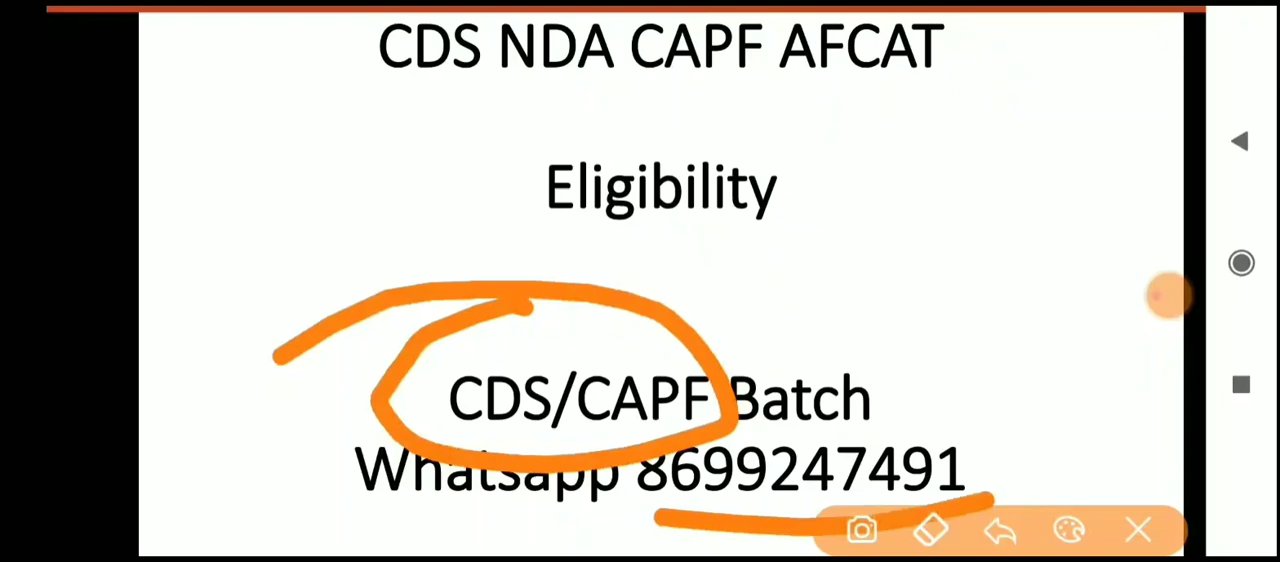 CDS NDA CAPF AFCAT
Eligibility
CDS/CAPF Batch
Whatsapp 8699247491